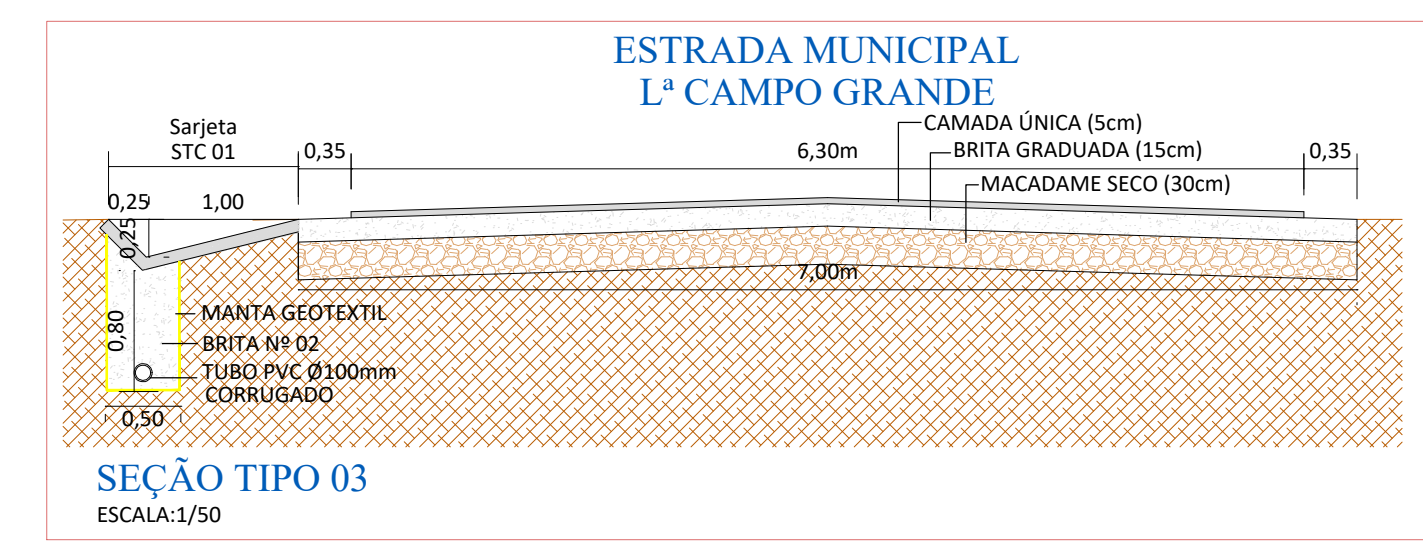 ESTRADA MUNICIPAL
Lª CAMPO GRANDE
Sarjeta
STC 01
0,35
6,30m
0,35
CAMADA ÚNICA (5cm)
BRITA GRADUADA (15cm)
MACADAME SECO (30cm)
0,25
1,00
0,25
7,00m
0,80
MANTA GEOTEXTIL
BRITA Nº 02
TUBO PVC Ø100mm
CORRUGADO
0,50
SEÇÃO TIPO 03
ESCALA:1/50